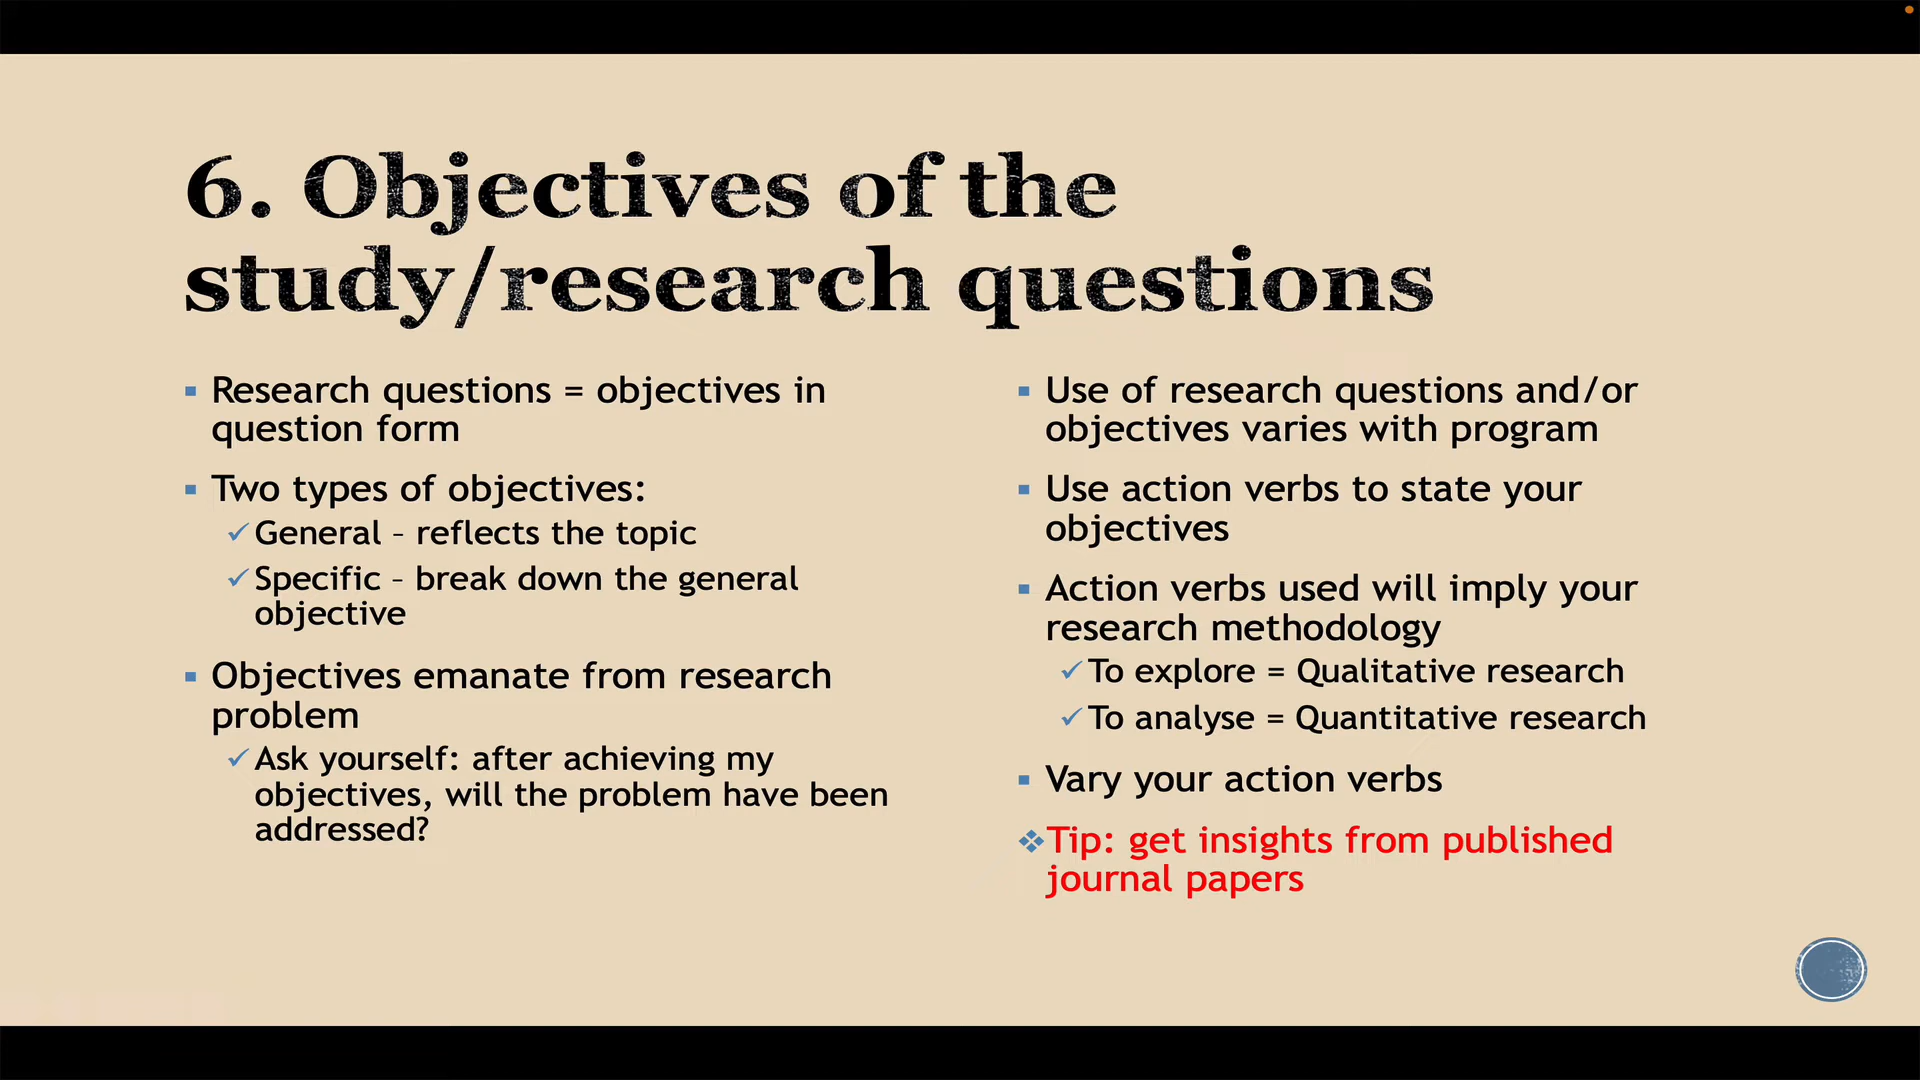 6. Objectives of the
study/research questions
Research questions = objectives in
question form
Two types of objectives:
General – reflects the topic
Specific – break down the general
objective
Objectives emanate from research
problem
Ask yourself: after achieving my
objectives, will the problem have been
addressed?
Use of research questions and/or
objectives varies with program
Use action verbs to state your
objectives
Action verbs used will imply your
research methodology
To explore = Qualitative research
To analyse = Quantitative research
Vary your action verbs
Tip: get insights from published
journal papers